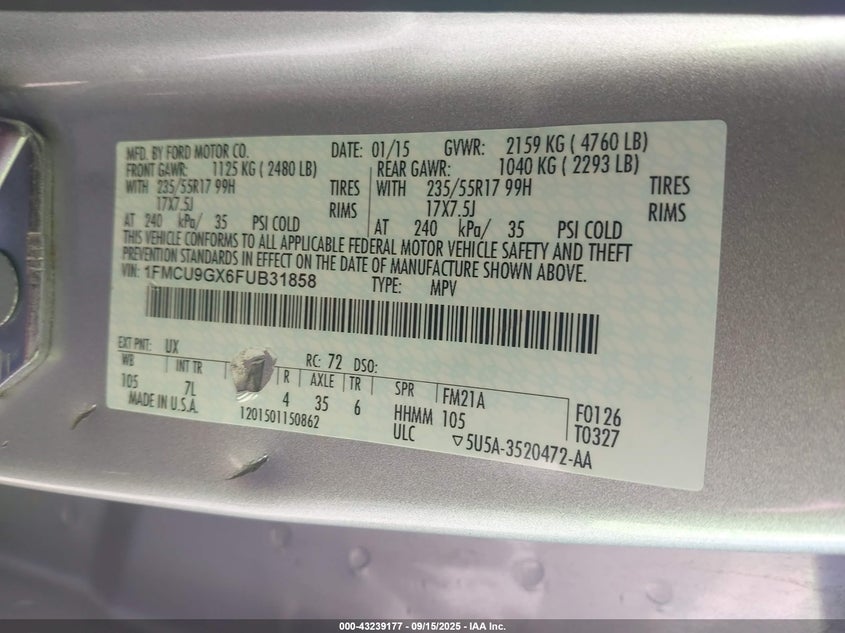 MFD. BY FORD MOTOR CO. DATE: 01/15 GVWR: 2159 KG ( 4760 LB)
FRONT GAWR: 1125 KG ( 2480 LB) REAR GAWR: 1040 KG ( 2293 LB)
WITH 235/55R17 99H TIRES WITH 235/55R17 99H TIRES
17X7.5J RIMS 17X7.5J RIMS
AT 240 kPa/ 35 PSI COLD AT 240 kPa/ 35 PSI COLD
THIS VEHICLE CONFORMS TO ALL APPLICABLE FEDERAL MOTOR VEHICLE SAFETY AND THEFT
PREVENTION STANDARDS IN EFFECT ON THE DATE OF MANUFACTURE SHOWN ABOVE.
VIN: 1FMCU9GX6FUB31858 TYPE: MPV
EXT PNT: UX RC: 72 DSO:
WB INT TR R AXLE TR SPR FM21A F0126
105 7L 4 35 6 HHMM 105 T0327
MADE IN U.S.A. 1201501150862 ULC 5U5A-3520472-AA
000-43239177 - 09/15/2025 - IAA Inc.